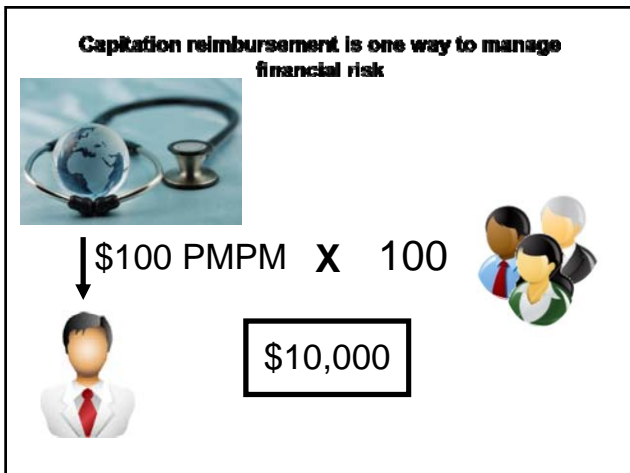 Capitation reimbursement is one way to manage
financial risk
$100 PMPM X 100
$10,000